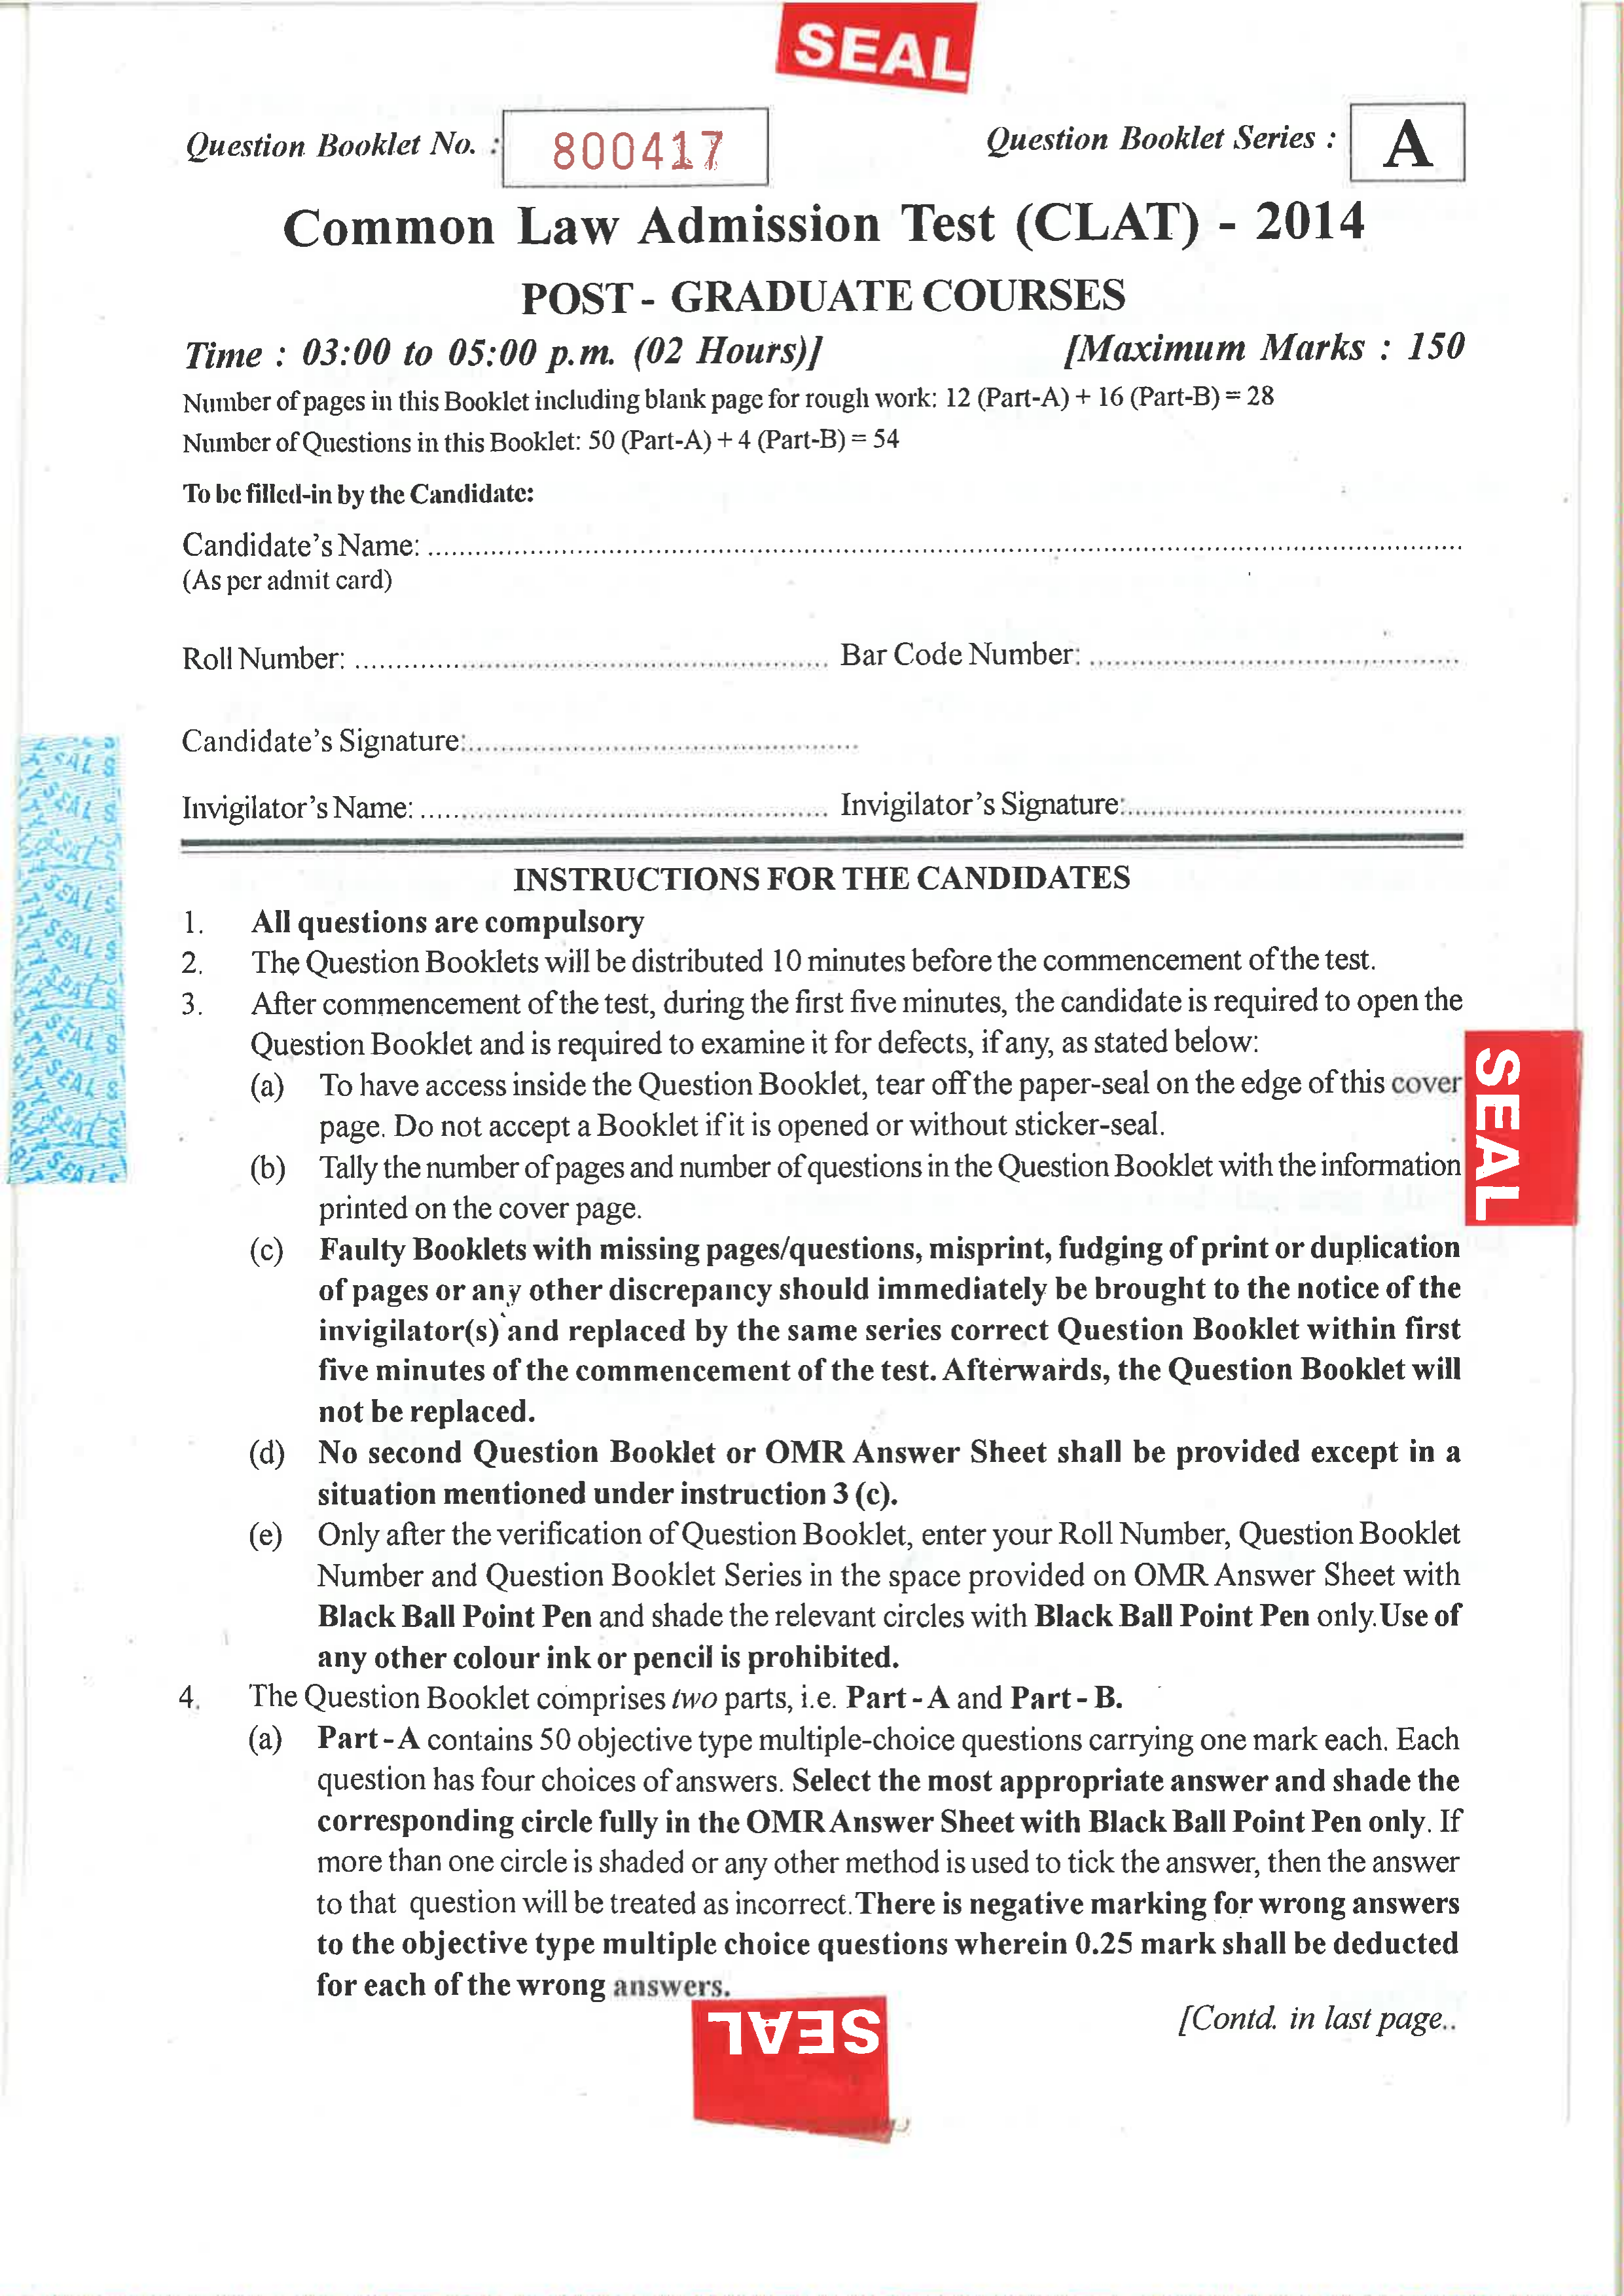 SEAL
Question Booklet No. : 800417 Question Booklet Series : A
Common Law Admission Test (CLAT) - 2014
POST - GRADUATE COURSES
Time : 03:00 to 05:00 p.m. (02 Hours)] [Maximum Marks : 150
Number of pages in this Booklet including blank page for rough work: 12 (Part-A) + 16 (Part-B) = 28
Number of Questions in this Booklet: 50 (Part-A) + 4 (Part-B) = 54
To be filled-in by the Candidate:
Candidate's Name: ....................
(As per admit card)
Roll Number: .................... Bar Code Number: ....................
Candidate's Signature:....................
Invigilator's Name: .................... Invigilator's Signature:....................
INSTRUCTIONS FOR THE CANDIDATES
1. All questions are compulsory
2. The Question Booklets will be distributed 10 minutes before the commencement of the test.
3. After commencement of the test, during the first five minutes, the candidate is required to open the
Question Booklet and is required to examine it for defects, if any, as stated below:
(a) To have access inside the Question Booklet, tear off the paper-seal on the edge of this cover
page. Do not accept a Booklet if it is opened or without sticker-seal.
(b) Tally the number of pages and number of questions in the Question Booklet with the information
printed on the cover page.
(c) Faulty Booklets with missing pages/questions, misprint, fudging of print or duplication
of pages or any other discrepancy should immediately be brought to the notice of the
invigilator(s) and replaced by the same series correct Question Booklet within first
five minutes of the commencement of the test. Afterwards, the Question Booklet will
not be replaced.
(d) No second Question Booklet or OMR Answer Sheet shall be provided except in a
situation mentioned under instruction 3 (c).
(e) Only after the verification of Question Booklet, enter your Roll Number, Question Booklet
Number and Question Booklet Series in the space provided on OMR Answer Sheet with
Black Ball Point Pen and shade the relevant circles with Black Ball Point Pen only. Use of
any other colour ink or pencil is prohibited.
4. The Question Booklet comprises two parts, i.e. Part - A and Part - B.
(a) Part - A contains 50 objective type multiple-choice questions carrying one mark each. Each
question has four choices of answers. Select the most appropriate answer and shade the
corresponding circle fully in the OMR Answer Sheet with Black Ball Point Pen only. If
more than one circle is shaded or any other method is used to tick the answer, then the answer
to that question will be treated as incorrect. There is negative marking for wrong answers
to the objective type multiple choice questions wherein 0.25 mark shall be deducted
for each of the wrong answers.
[Contd. in last page..
SEAL
SEAL